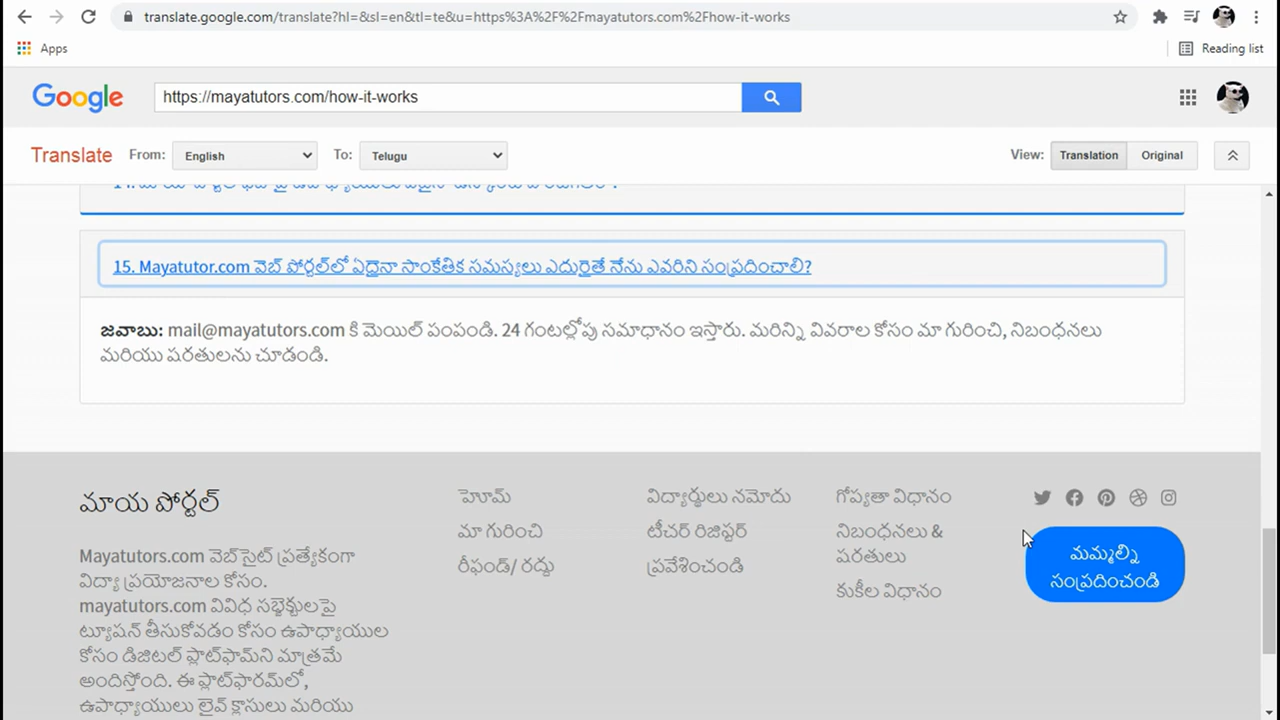 translate.google.com/translate?hl=&sl=en&tl=te&u=https%3A%2F%2Fmayatutors.com%2Fhow-it-works
Apps
Reading list
Google
https://mayatutors.com/how-it-works
Translate
From:
English
To:
Telugu
View:
Translation
Original
15. Mayatutor.com వెబ్ పోర్టల్‌లో ఏదైనా సాంకేతిక సమస్యలు ఎదురైతే నేను ఎవరిని సంప్రదించాలి?
జవాబు: mail@mayatutors.com కి మెయిల్ పంపండి. 24 గంటల్లోపు సమాధానం ఇస్తారు. మరిన్ని వివరాల కోసం మా గురించి, నిబంధనలు
మరియు షరతులను చూడండి.
మాయ పోర్టల్
Mayatutors.com వెబ్‌సైట్ ప్రత్యేకంగా
విద్యా ప్రయోజనాల కోసం.
mayatutors.com వివిధ సబ్జెక్టులపై
ట్యూషన్ తీసుకోవడం కోసం ఉపాధ్యాయుల
కోసం డిజిటల్ ప్లాట్‌ఫామ్‌ని మాత్రమే
అందిస్తోంది. ఈ ప్లాట్‌ఫారమ్‌లో,
ఉపాధ్యాయులు లైవ్ క్లాసులు మరియు
హొమ్
మా గురించి
రీఫండ్/ రద్దు
విద్యార్థులు నమోదు
టీచర్ రిజిష్టర్
ప్రవేశించండి
గోప్యతా విధానం
నిబంధనలు &
షరతులు
కుకీల విధానం
మమ్మల్ని
సంప్రదించండి